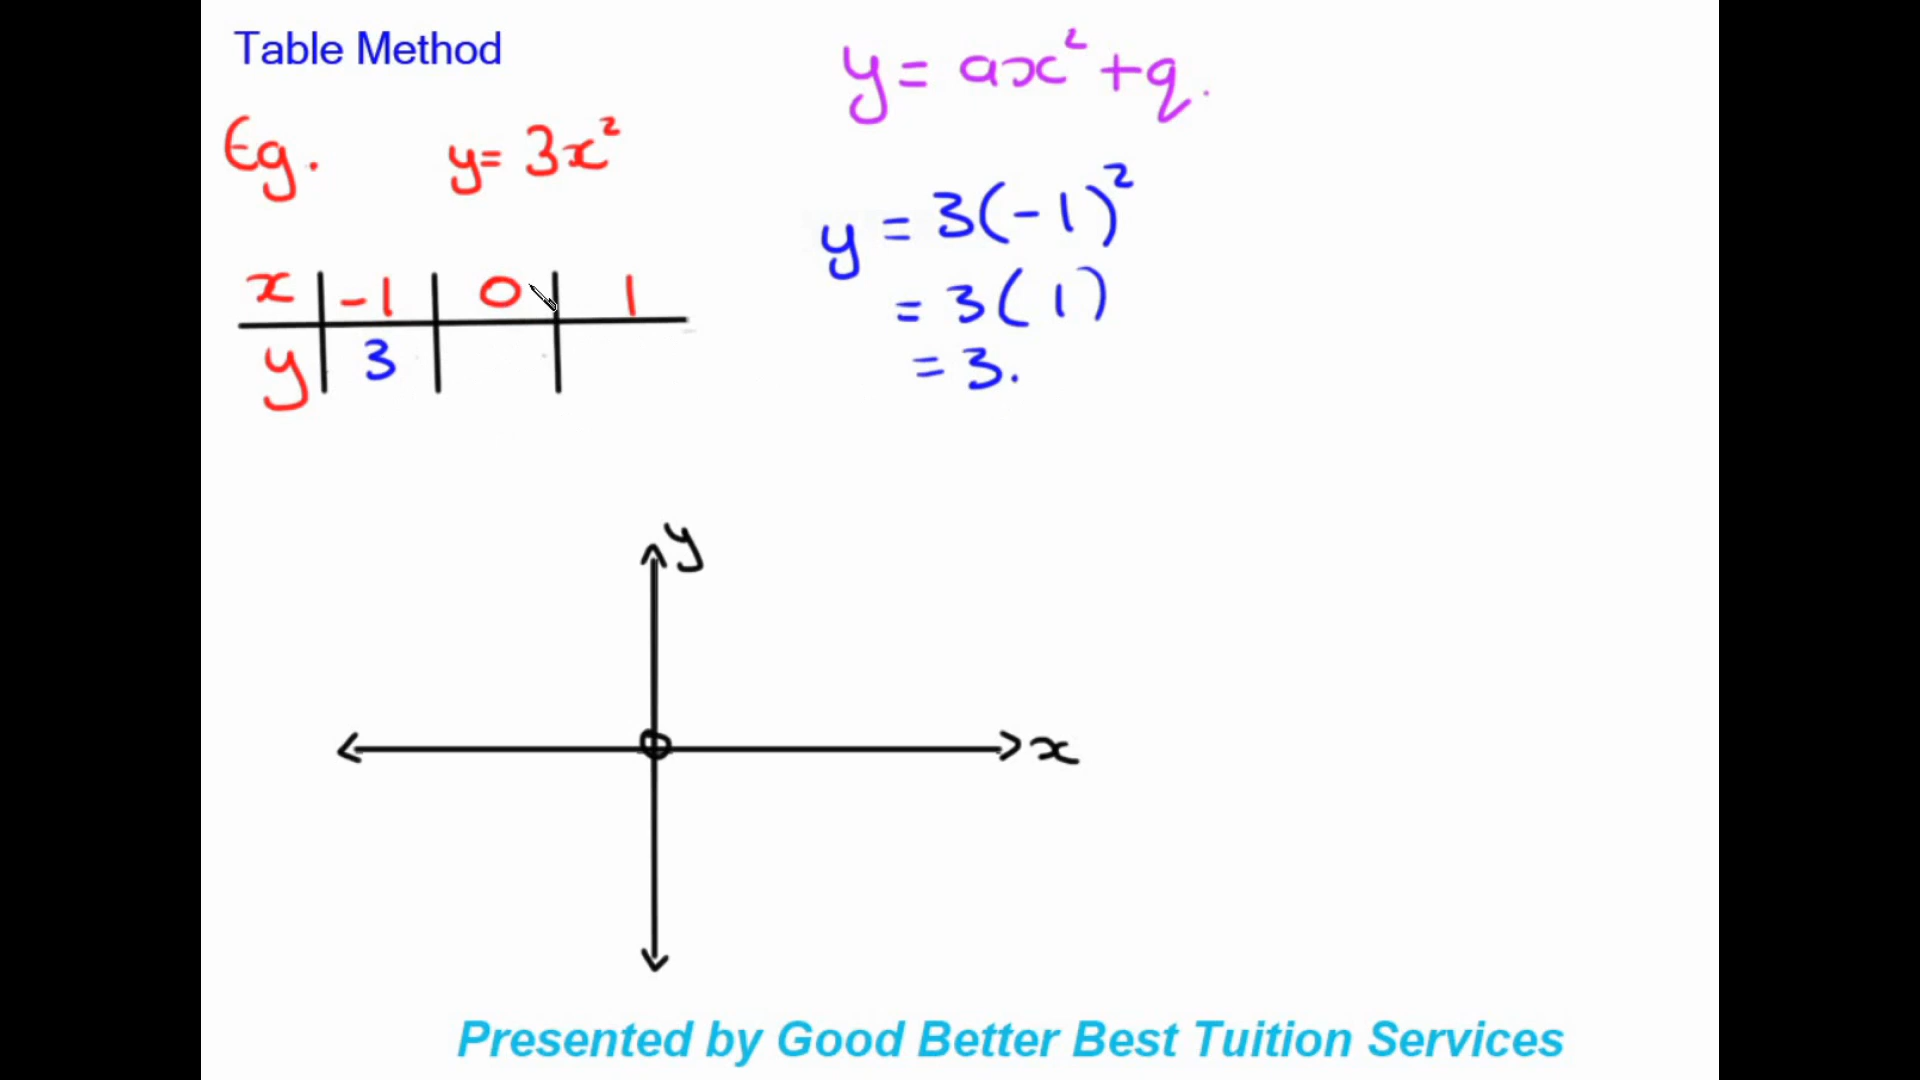 Table Method
y = ax² + q.
Eg. y = 3x²
y = 3(-1)²
= 3(1)
= 3.
x -1 0 1
y 3
y
x
Presented by Good Better Best Tuition Services